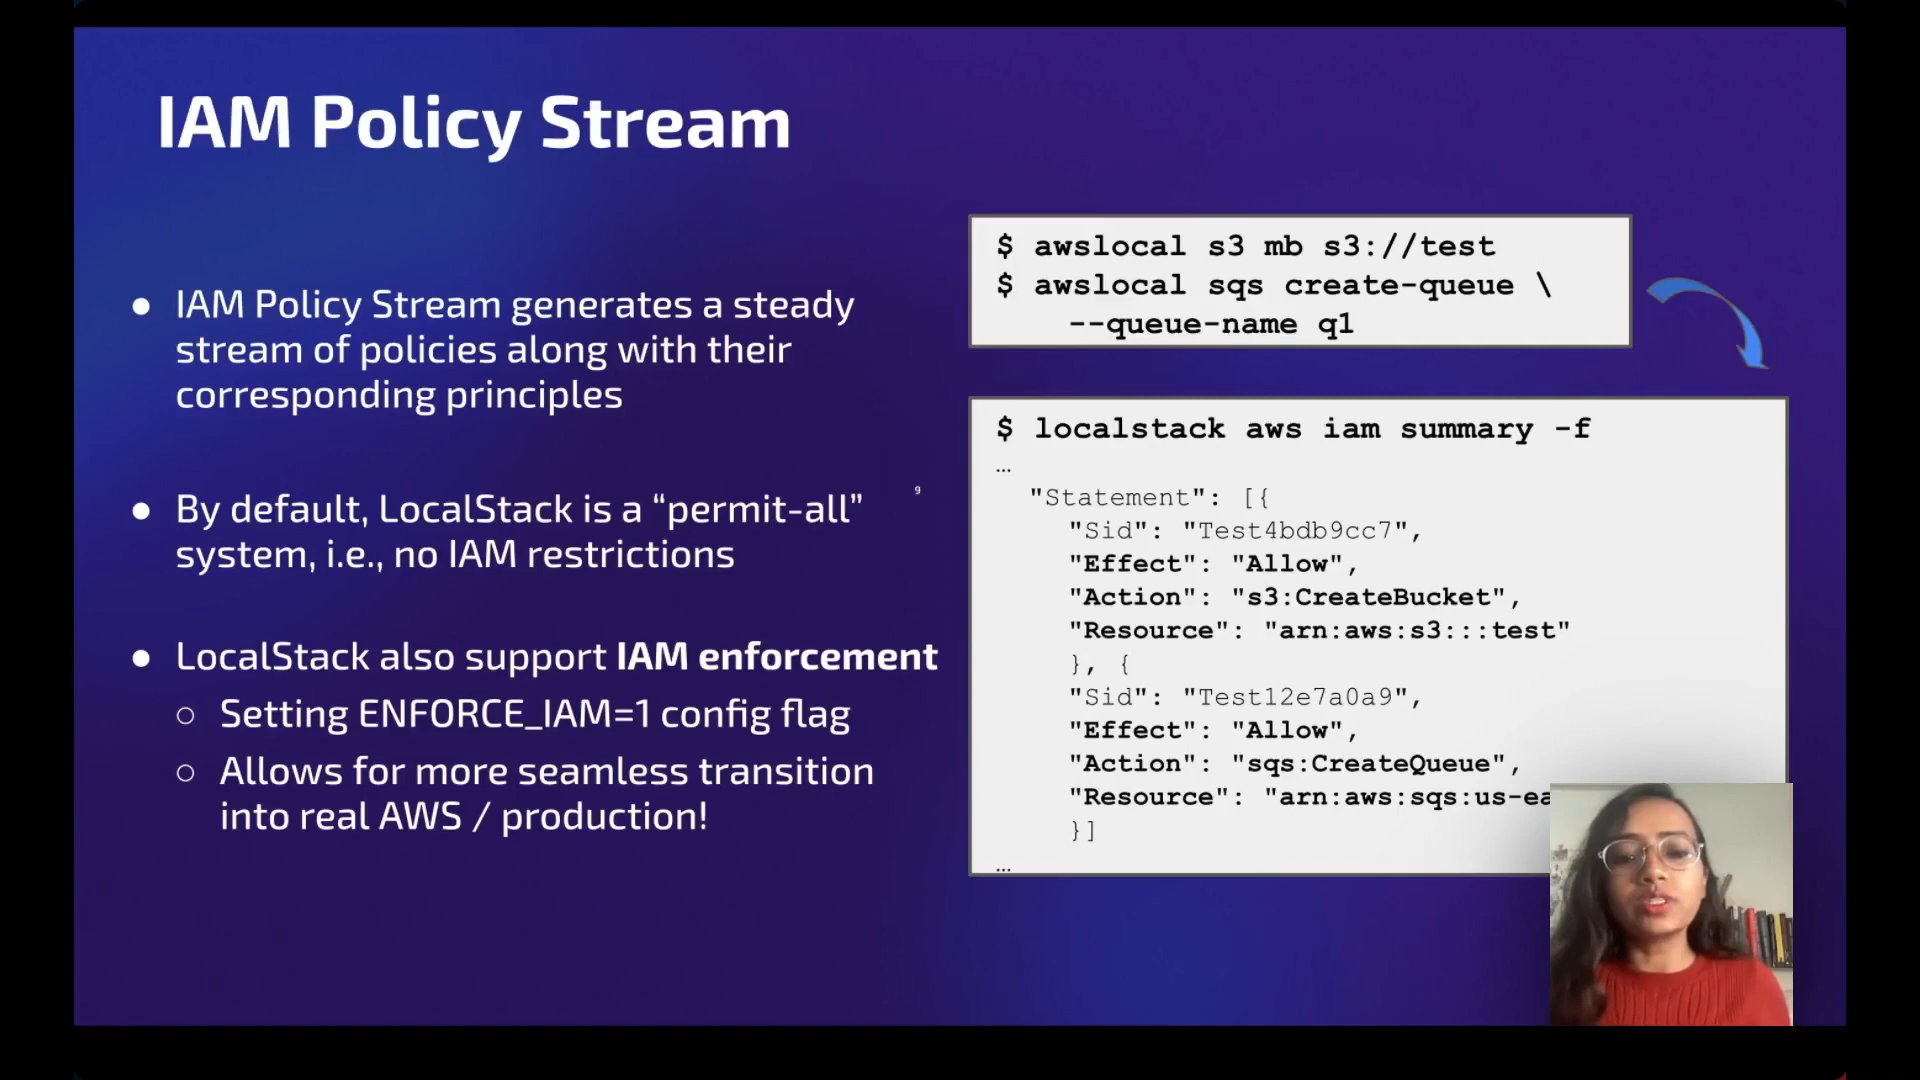 IAM Policy Stream
● IAM Policy Stream generates a steady
stream of policies along with their
corresponding principles
● By default, LocalStack is a “permit-all”
system, i.e., no IAM restrictions
● LocalStack also support IAM enforcement
○ Setting ENFORCE_IAM=1 config flag
○ Allows for more seamless transition
into real AWS / production!
9
$ awslocal s3 mb s3://test
$ awslocal sqs create-queue \
--queue-name q1
$ localstack aws iam summary -f
…
"Statement": [{
"Sid": "Test4bdb9cc7",
"Effect": "Allow",
"Action": "s3:CreateBucket",
"Resource": "arn:aws:s3:::test"
}, {
"Sid": "Test12e7a0a9",
"Effect": "Allow",
"Action": "sqs:CreateQueue",
"Resource": "arn:aws:sqs:us-ea
}]
…